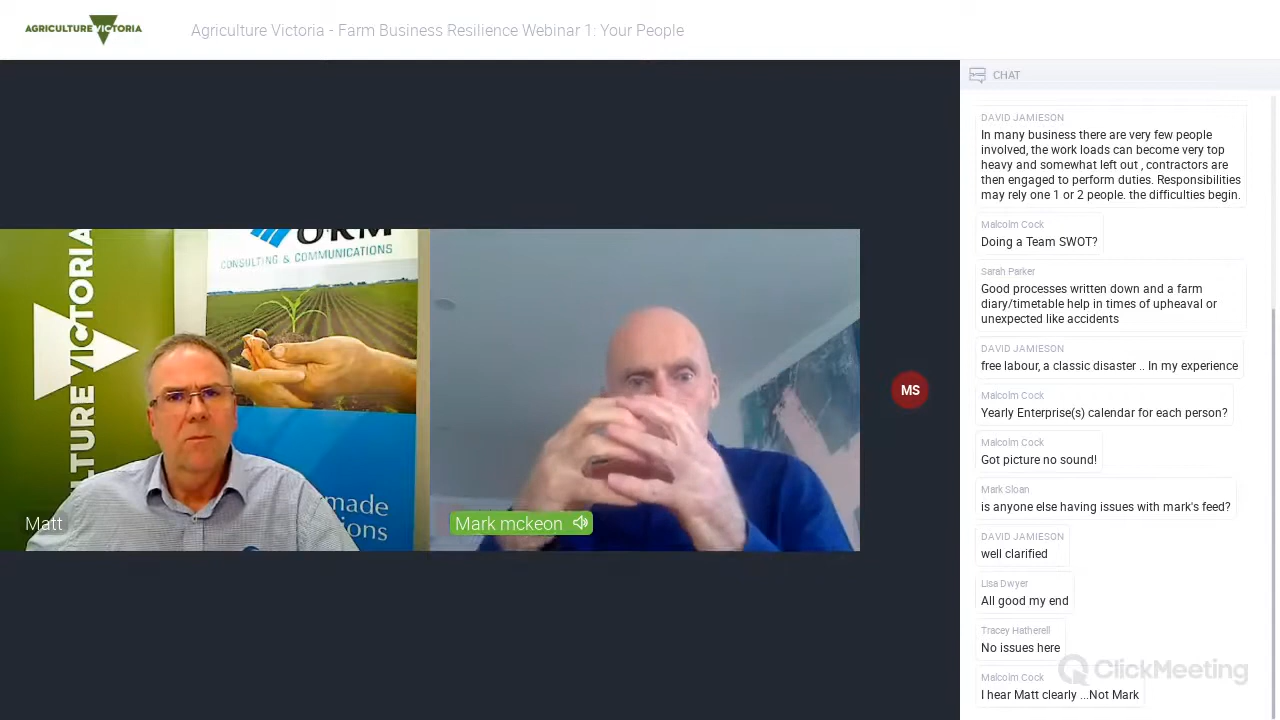 AGRICULTURE VICTORIA
Agriculture Victoria - Farm Business Resilience Webinar 1: Your People
CHAT
DAVID JAMIESON
In many business there are very few people
involved, the work loads can become very top
heavy and somewhat left out , contractors are
then engaged to perform duties. Responsibilities
may rely one 1 or 2 people. the difficulties begin.
Malcolm Cock
Doing a Team SWOT?
Sarah Parker
Good processes written down and a farm
diary/timetable help in times of upheaval or
unexpected like accidents
DAVID JAMIESON
free labour, a classic disaster .. In my experience
Malcolm Cock
Yearly Enterprise(s) calendar for each person?
Malcolm Cock
Got picture no sound!
Mark Sloan
is anyone else having issues with mark's feed?
DAVID JAMIESON
well clarified
Lisa Dwyer
All good my end
Tracey Hatherell
No issues here
Malcolm Cock
I hear Matt clearly ...Not Mark
ClickMeeting
ULTURE VICTORIA
ORM
CONSULTING & COMMUNICATIONS
made
ions
Matt
Mark mckeon
MS